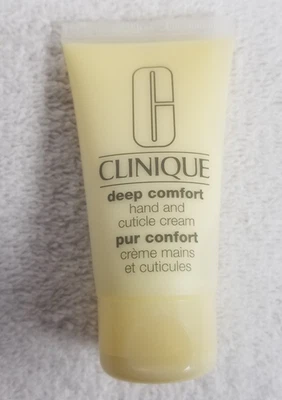 C
CLINIQUE
deep comfort
hand and
cuticle cream
pur confort
crème mains
et cuticules